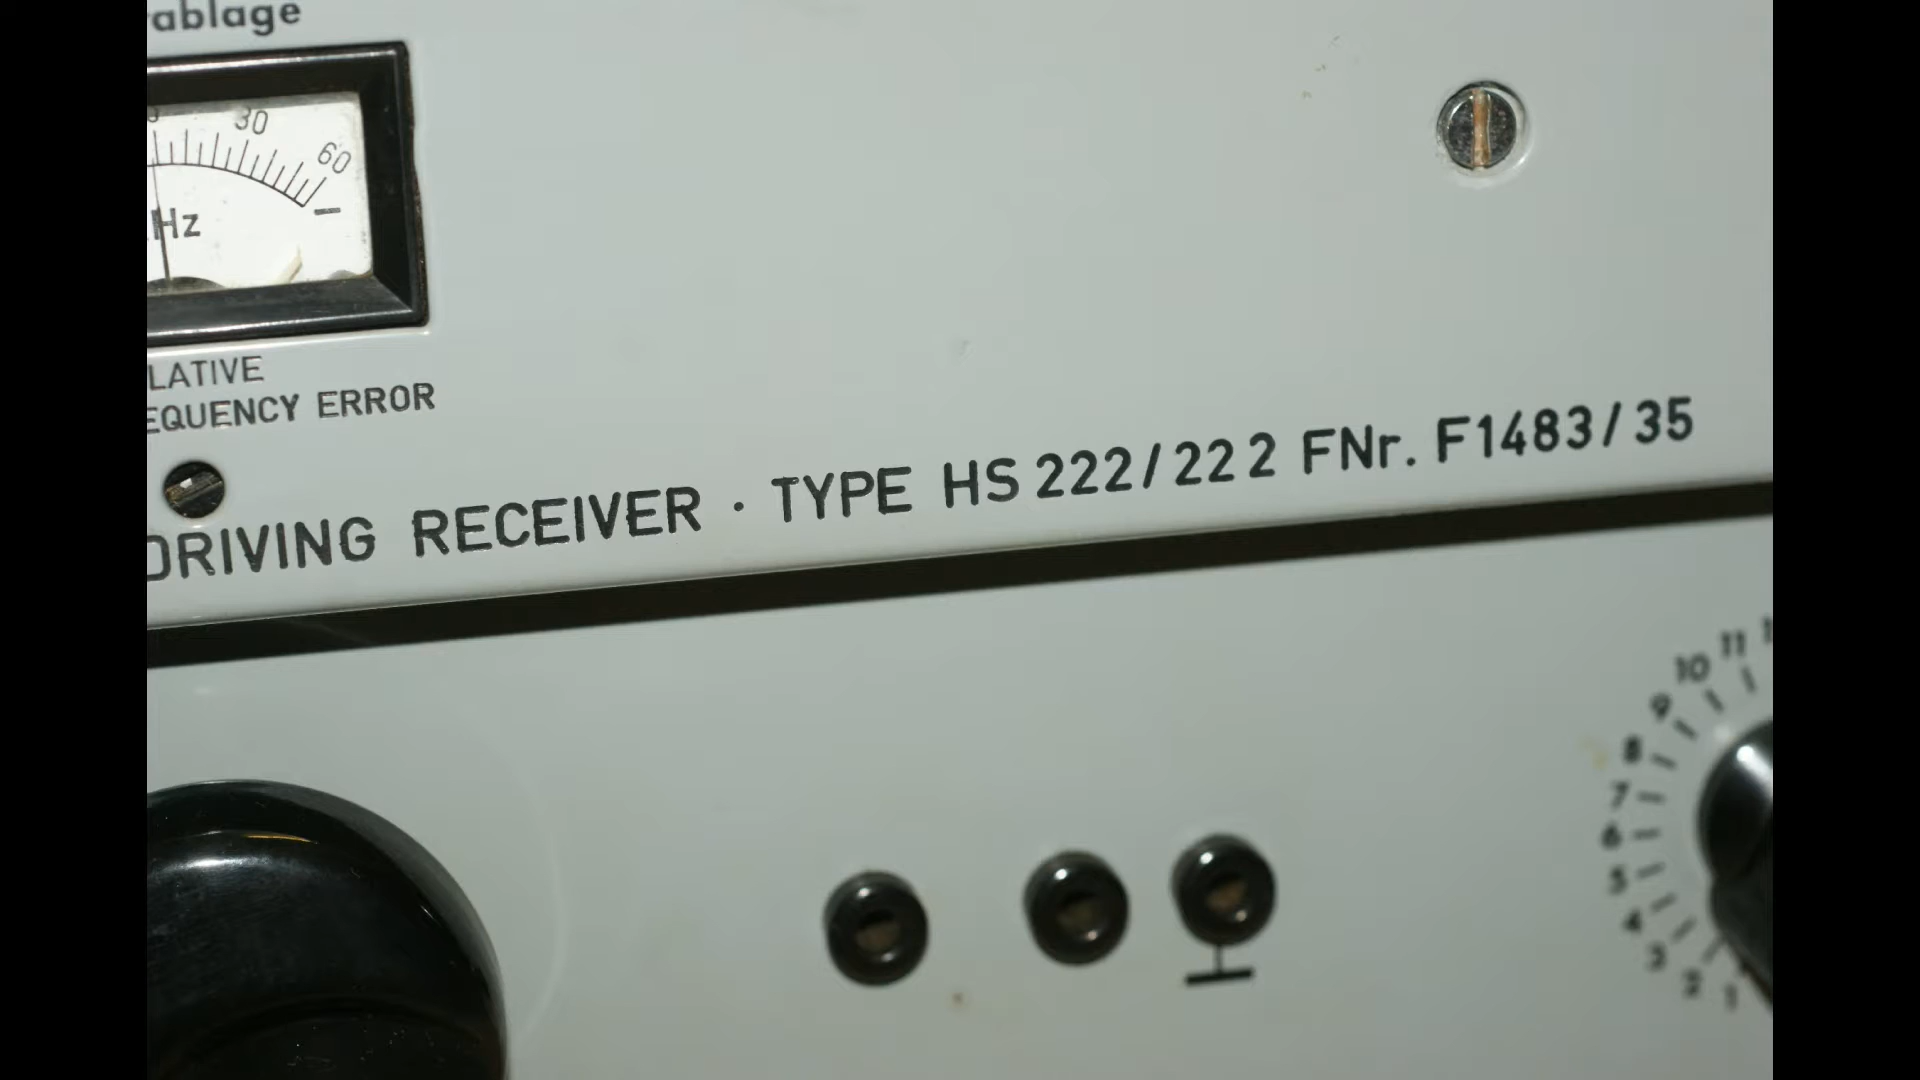 rablage
30
60
Hz
LATIVE
EQUENCY ERROR
DRIVING RECEIVER · TYPE HS 222/222 FNr. F1483/35
11
10
9
8
7
6
5
4
3
2
1